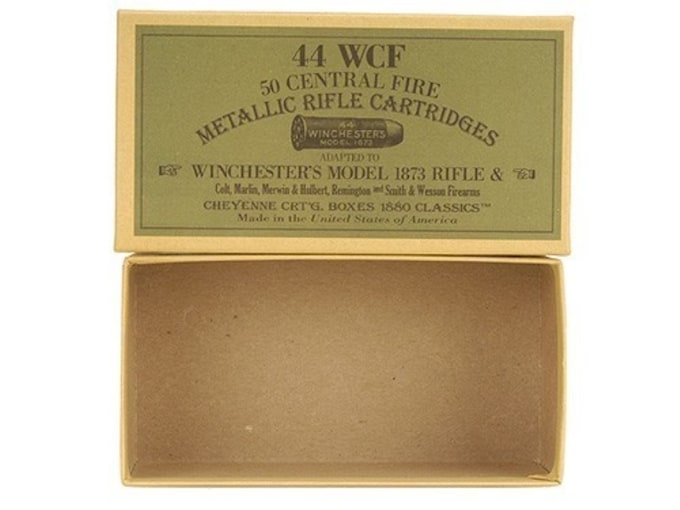 44 WCF
50 CENTRAL FIRE
METALLIC RIFLE CARTRIDGES
44
WINCHESTER'S
MODEL 1873
ADAPTED TO
WINCHESTER'S MODEL 1873 RIFLE &
Colt, Marlin, Merwin & Hulbert, Remington and Smith & Wesson Firearms
CHEYENNE CRT'G. BOXES 1880 CLASSICS™
Made in the United States of America